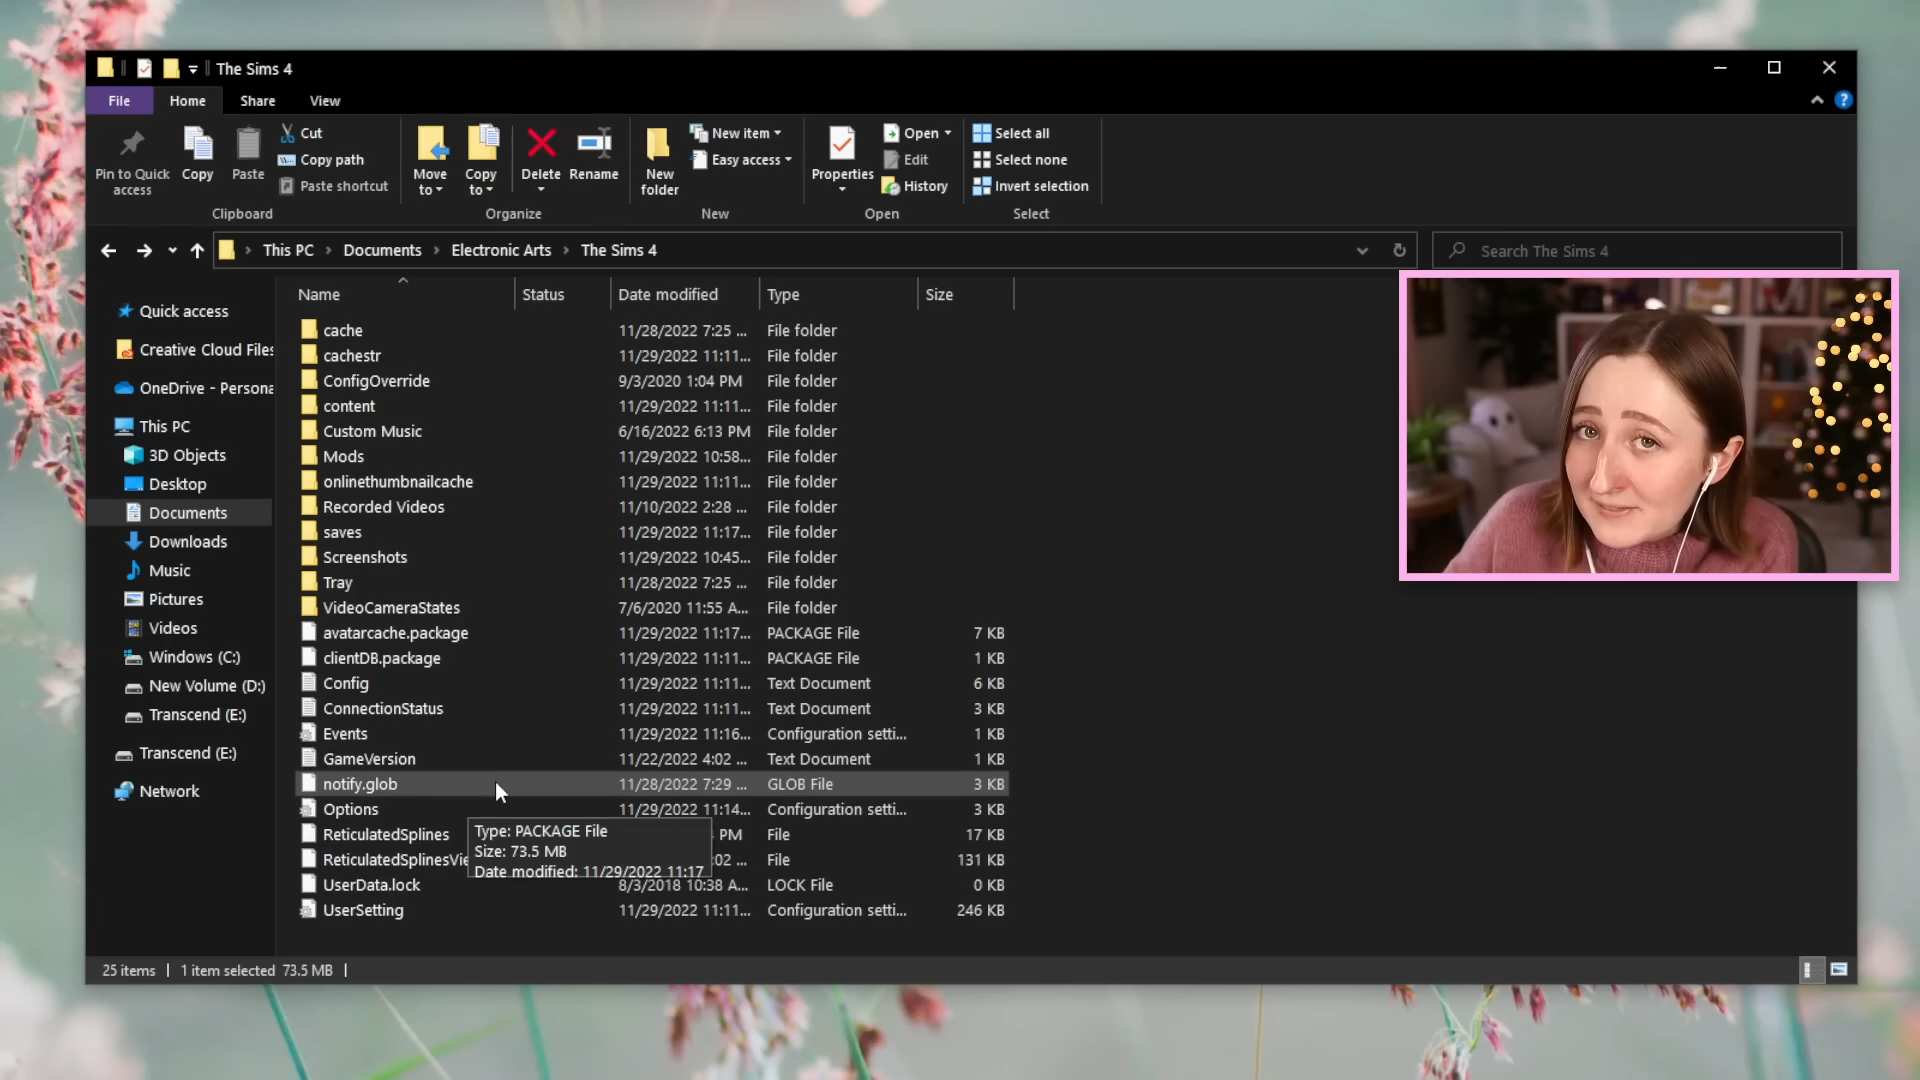 The Sims 4
File Home Share View
Pin to Quick access
Copy
Paste
Cut
Copy path
Paste shortcut
Clipboard
Move to
Copy to
Delete
Rename
Organize
New folder
New item
Easy access
New
Properties
Open
Edit
History
Open
Select all
Select none
Invert selection
Select
This PC Documents Electronic Arts The Sims 4
Search The Sims 4
Quick access
Creative Cloud Files
OneDrive - Persona
This PC
3D Objects
Desktop
Documents
Downloads
Music
Pictures
Videos
Windows (C:)
New Volume (D:)
Transcend (E:)
Transcend (E:)
Network
Name Status Date modified Type Size
cache 11/28/2022 7:25 ... File folder
cachestr 11/29/2022 11:11... File folder
ConfigOverride 9/3/2020 1:04 PM File folder
content 11/29/2022 11:11... File folder
Custom Music 6/16/2022 6:13 PM File folder
Mods 11/29/2022 10:58... File folder
onlinethumbnailcache 11/29/2022 11:11... File folder
Recorded Videos 11/10/2022 2:28 ... File folder
saves 11/29/2022 11:17... File folder
Screenshots 11/29/2022 10:45... File folder
Tray 11/28/2022 7:25 ... File folder
VideoCameraStates 7/6/2020 11:55 A... File folder
avatarcache.package 11/29/2022 11:17... PACKAGE File 7 KB
clientDB.package 11/29/2022 11:11... PACKAGE File 1 KB
Config 11/29/2022 11:11... Text Document 6 KB
ConnectionStatus 11/29/2022 11:11... Text Document 3 KB
Events 11/29/2022 11:16... Configuration setti... 1 KB
GameVersion 11/22/2022 4:02 ... Text Document 1 KB
notify.glob 11/28/2022 7:29 ... GLOB File 3 KB
Options 11/29/2022 11:14... Configuration setti... 3 KB
ReticulatedSplines PM File 17 KB
ReticulatedSplinesVie :02 ... File 131 KB
UserData.lock 8/3/2018 10:38 A... LOCK File 0 KB
UserSetting 11/29/2022 11:11... Configuration setti... 246 KB
Type: PACKAGE File
Size: 73.5 MB
Date modified: 11/29/2022 11:17
25 items 1 item selected 73.5 MB